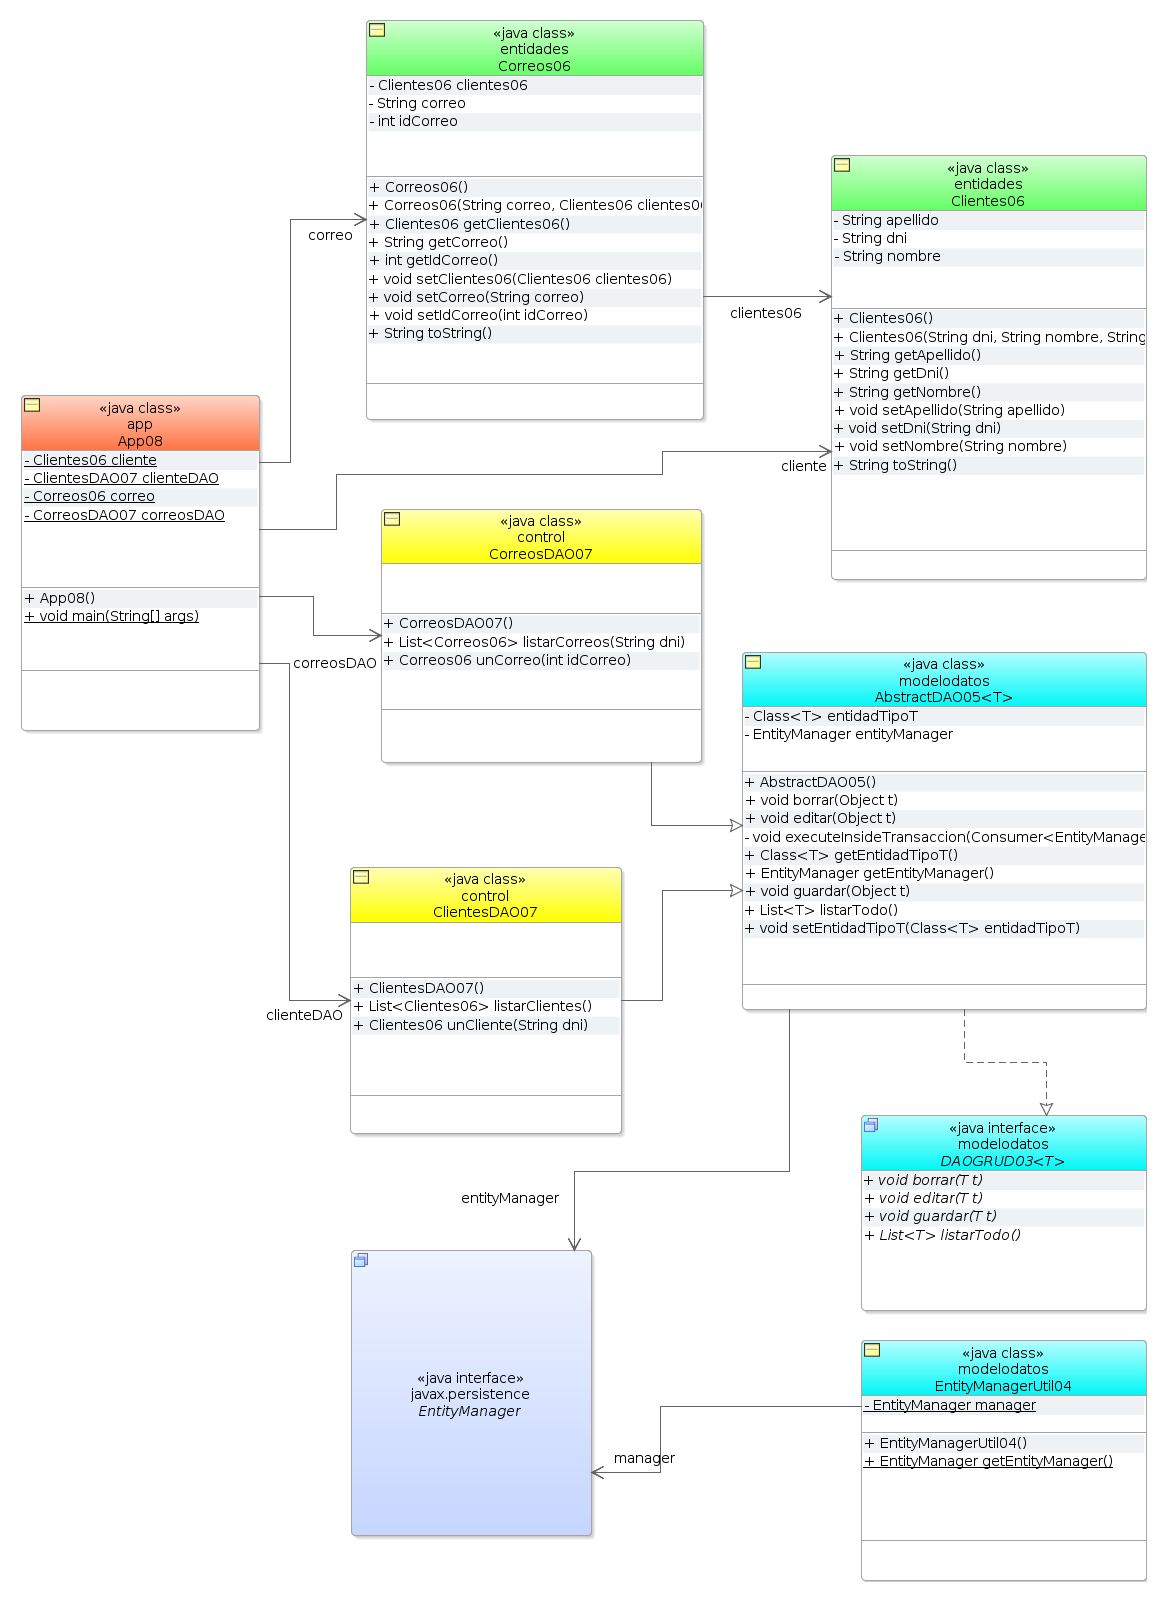 «java class»
entidades
Correos06
- Clientes06 clientes06
- String correo
- int idCorreo
+ Correos06()
+ Correos06(String correo, Clientes06 clientes06
+ Clientes06 getClientes06()
+ String getCorreo()
+ int getIdCorreo()
+ void setClientes06(Clientes06 clientes06)
+ void setCorreo(String correo)
+ void setIdCorreo(int idCorreo)
+ String toString()
correo
clientes06
«java class»
entidades
Clientes06
- String apellido
- String dni
- String nombre
+ Clientes06()
+ Clientes06(String dni, String nombre, String
+ String getApellido()
+ String getDni()
+ String getNombre()
+ void setApellido(String apellido)
+ void setDni(String dni)
+ void setNombre(String nombre)
+ String toString()
cliente
«java class»
app
App08
- Clientes06 cliente
- ClientesDAO07 clienteDAO
- Correos06 correo
- CorreosDAO07 correosDAO
+ App08()
+ void main(String[] args)
correosDAO
«java class»
control
CorreosDAO07
+ CorreosDAO07()
+ List<Correos06> listarCorreos(String dni)
+ Correos06 unCorreo(int idCorreo)
«java class»
modelodatos
AbstractDAO05<T>
- Class<T> entidadTipoT
- EntityManager entityManager
+ AbstractDAO05()
+ void borrar(Object t)
+ void editar(Object t)
- void executeInsideTransaccion(Consumer<EntityManage
+ Class<T> getEntidadTipoT()
+ EntityManager getEntityManager()
+ void guardar(Object t)
+ List<T> listarTodo()
+ void setEntidadTipoT(Class<T> entidadTipoT)
«java class»
control
ClientesDAO07
+ ClientesDAO07()
+ List<Clientes06> listarClientes()
+ Clientes06 unCliente(String dni)
clienteDAO
«java interface»
modelodatos
DAOGRUD03<T>
+ void borrar(T t)
+ void editar(T t)
+ void guardar(T t)
+ List<T> listarTodo()
entityManager
«java interface»
javax.persistence
EntityManager
«java class»
modelodatos
EntityManagerUtil04
- EntityManager manager
+ EntityManagerUtil04()
+ EntityManager getEntityManager()
manager